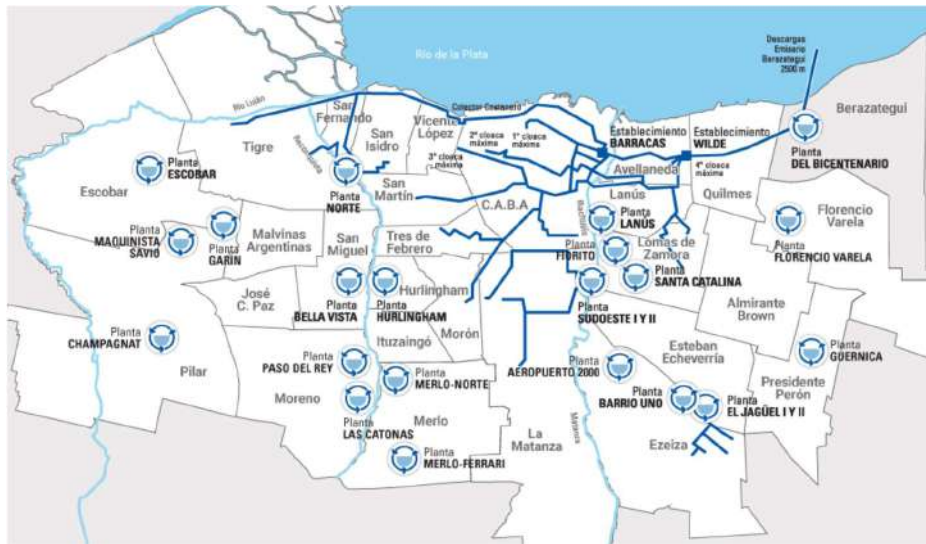 Descargas
Emisario
Berazategui
2500 m
Río de la Plata
Río Luján
San
Fernando
Colector Costanero
Berazategui
Tigre
Reconquista
San
Isidro
Vicente
López
2ª cloaca
máxima
1ª cloaca
máxima
3ª cloaca
máxima
Establecimiento
BARRACAS
Establecimiento
WILDE
4ª cloaca
máxima
Planta
DEL BICENTENARIO
Planta
ESCOBAR
Escobar
Planta
NORTE
San
Martín
Avellaneda
Lanús
Quilmes
C.A.B.A
Riachuelo
Planta
LANÚS
Florencio
Varela
Planta
MAQUINISTA
SAVIO
Planta
GARÍN
Malvinas
Argentinas
San
Miguel
Tres de
Febrero
Planta
FIORITO
Lomas de
Zamora
Planta
FLORENCIO VARELA
Planta
SANTA CATALINA
José
C. Paz
Planta
BELLA VISTA
Planta
HURLINGHAM
Hurlingham
Planta
SUDOESTE I Y II
Almirante
Brown
Planta
CHAMPAGNAT
Ituzaingó
Morón
Esteban
Echeverría
Planta
GUERNICA
Pilar
Planta
PASO DEL REY
Planta
MERLO-NORTE
Planta
AEROPUERTO 2000
Presidente
Perón
Moreno
Planta
BARRIO UNO
Planta
EL JAGÜEL I Y II
Planta
LAS CATONAS
Merlo
La
Matanza
Matanza
Ezeiza
Planta
MERLO-FERRARI